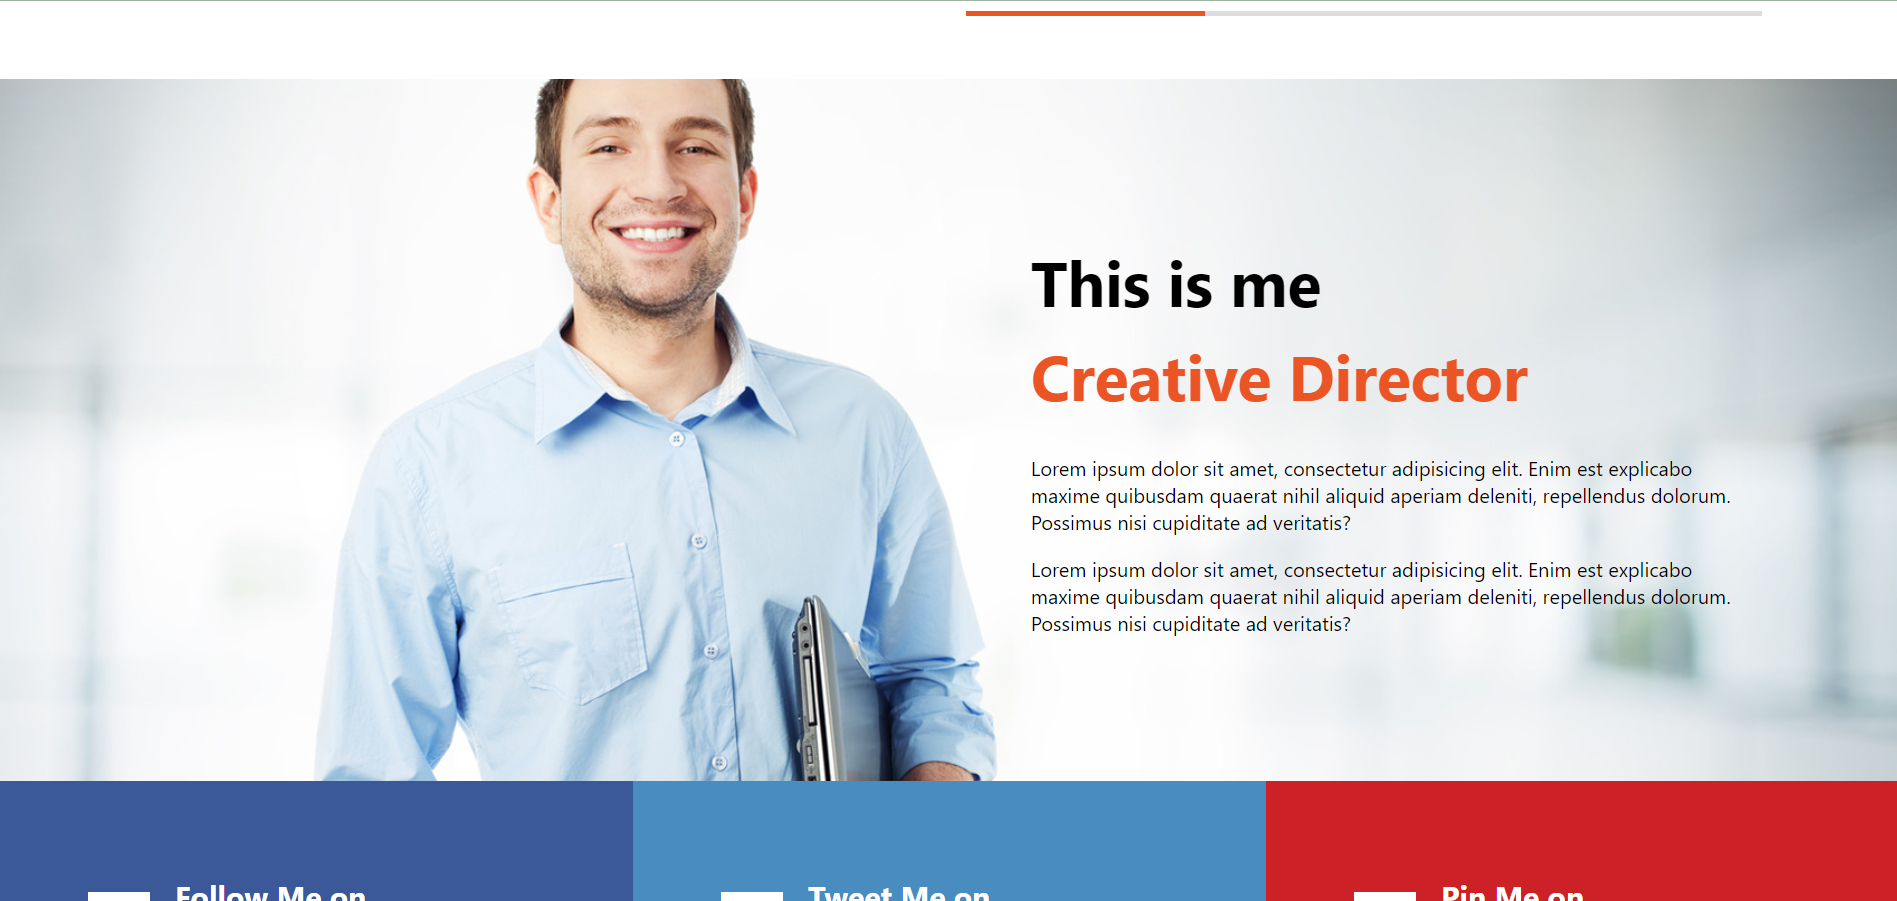 This is me
Creative Director
Lorem ipsum dolor sit amet, consectetur adipisicing elit. Enim est explicabo
maxime quibusdam quaerat nihil aliquid aperiam deleniti, repellendus dolorum.
Possimus nisi cupiditate ad veritatis?
Lorem ipsum dolor sit amet, consectetur adipisicing elit. Enim est explicabo
maxime quibusdam quaerat nihil aliquid aperiam deleniti, repellendus dolorum.
Possimus nisi cupiditate ad veritatis?
Follow Me on
Tweet Me on
Pin Me on